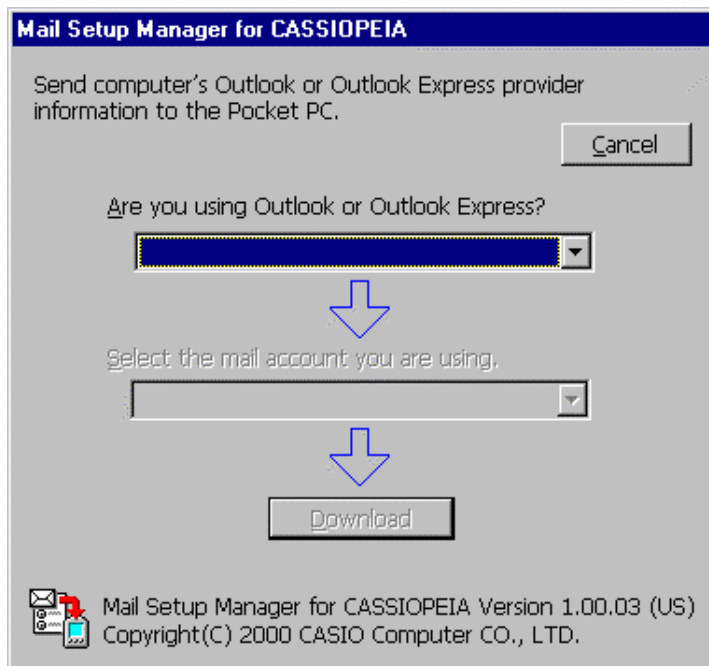 Mail Setup Manager for CASSIOPEIA
Send computer's Outlook or Outlook Express provider
information to the Pocket PC.
Cancel
Are you using Outlook or Outlook Express?
Select the mail account you are using.
Download
Mail Setup Manager for CASSIOPEIA Version 1.00.03 (US)
Copyright(C) 2000 CASIO Computer CO., LTD.